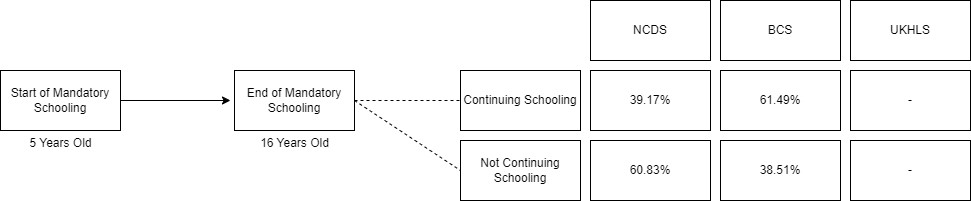 NCDS
BCS
UKHLS
Start of Mandatory
Schooling
End of Mandatory
Schooling
Continuing Schooling
39.17%
61.49%
-
5 Years Old
16 Years Old
Not Continuing
Schooling
60.83%
38.51%
-